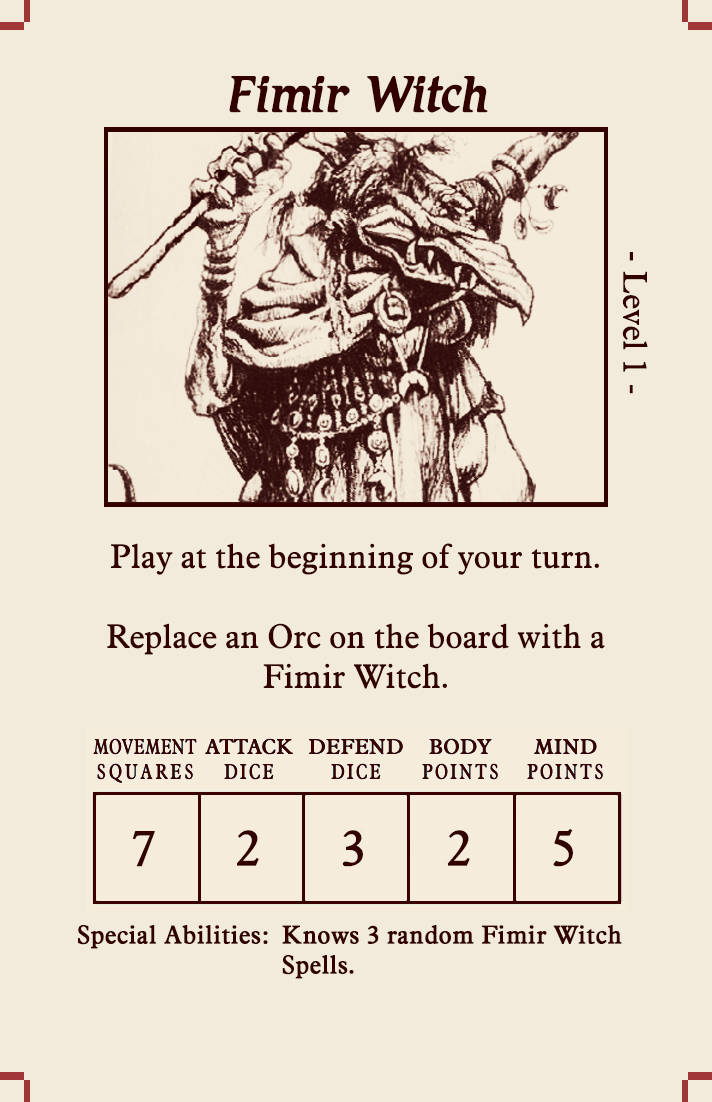 Fimir Witch
- Level 1 -
Play at the beginning of your turn.
Replace an Orc on the board with a
Fimir Witch.
MOVEMENT ATTACK DEFEND BODY MIND
SQUARES DICE DICE POINTS POINTS
7 2 3 2 5
Special Abilities: Knows 3 random Fimir Witch
Spells.